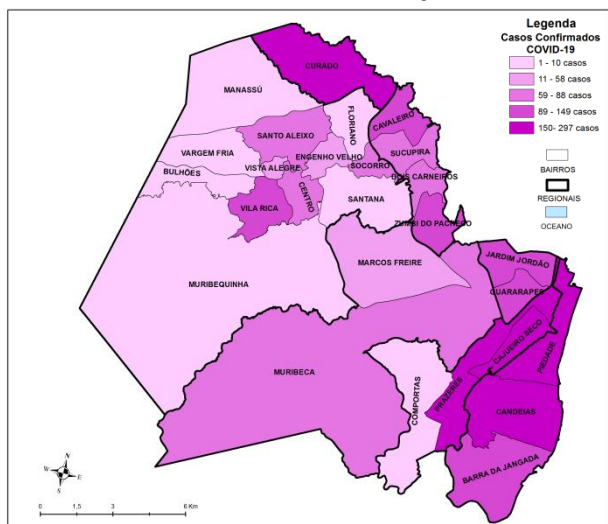 Legenda
Casos Confirmados
COVID-19
1 - 10 casos
11 - 58 casos
59 - 88 casos
89 - 149 casos
150- 297 casos
BAIRROS
REGIONAIS
OCEANO
CURADO
MANASSÚ
FLORIANO
CAVALEIRO
SANTO ALEIXO
SUCUPIRA
VARGEM FRIA
ENGENHO VELHO
SOCORRO
VISTA ALEGRE
DOIS CARNEIROS
BULHÕES
CENTRO
SANTANA
VILA RICA
ZUMBI DO PACHECO
MARCOS FREIRE
JARDIM JORDÃO
GUARARAPES
MURIBEQUINHA
CAJUEIRO SECO
PIEDADE
MURIBECA
COMPORTAS
PRAZERES
CANDEIAS
BARRA DA JANGADA
N
W
E
S
0 1,5 3 6 Km